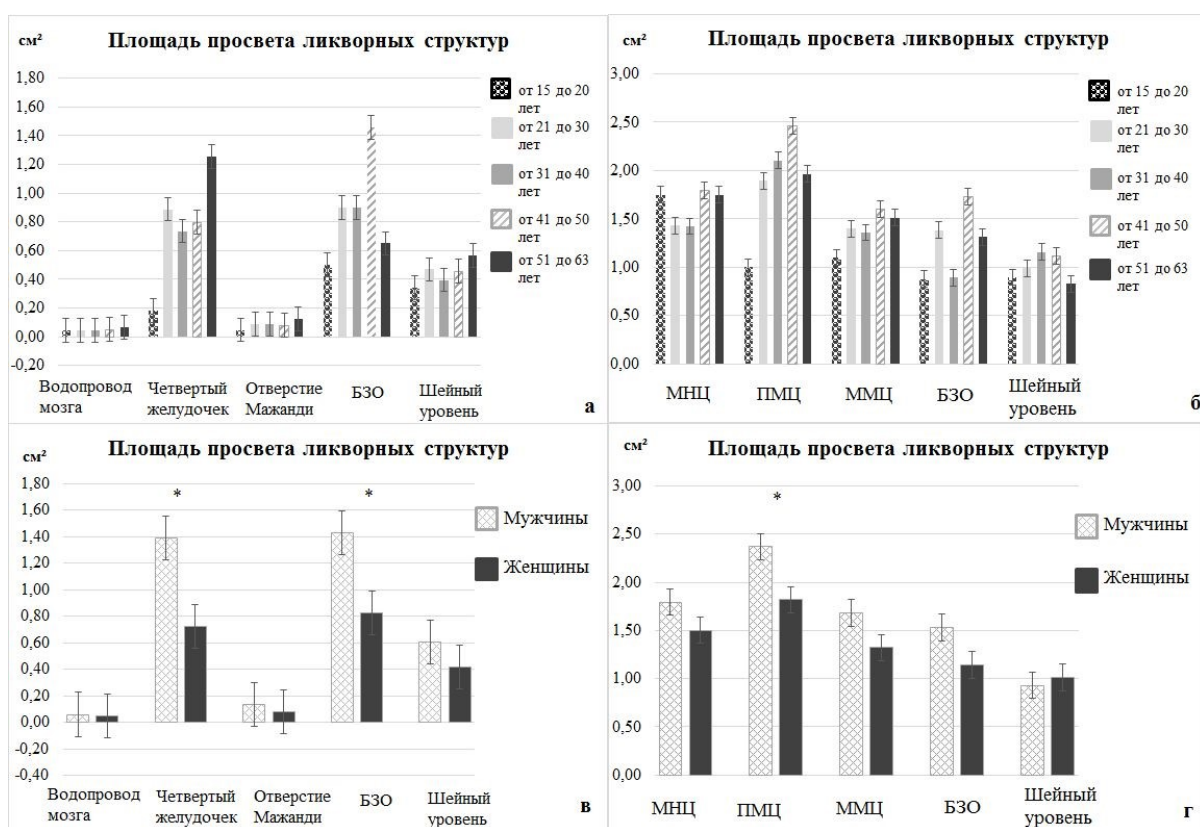 см²
Площадь просвета ликворных структур
1,80
1,60
1,40
1,20
1,00
0,80
0,60
0,40
0,20
0,00
-0,20
от 15 до 20
лет
от 21 до 30
лет
от 31 до 40
лет
от 41 до 50
лет
от 51 до 63
лет
Водопровод
мозга
Четвертый
желудочек
Отверстие
Мажанди
БЗО
Шейный
уровень
а
см²
Площадь просвета ликворных структур
3,00
2,50
2,00
1,50
1,00
0,50
0,00
от 15 до 20
лет
от 21 до 30
лет
от 31 до 40
лет
от 41 до 50
лет
от 51 до 63
лет
МНЦ
ПМЦ
ММЦ
БЗО
Шейный
уровень
б
см²
Площадь просвета ликворных структур
1,80
1,60
1,40
1,20
1,00
0,80
0,60
0,40
0,20
0,00
-0,20
-0,40
*
*
Мужчины
Женщины
Водопровод
мозга
Четвертый
желудочек
Отверстие
Мажанди
БЗО
Шейный
уровень
в
см²
Площадь просвета ликворных структур
3,00
2,50
2,00
1,50
1,00
0,50
0,00
*
Мужчины
Женщины
МНЦ
ПМЦ
ММЦ
БЗО
Шейный
уровень
г